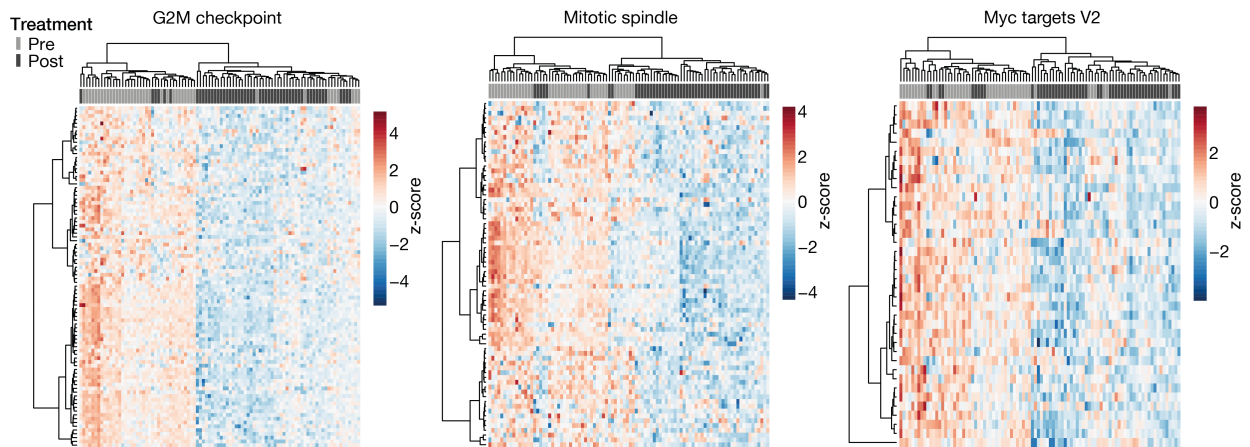 Treatment
Pre
Post
G2M checkpoint
4
2
0
−2
−4
z-score
Mitotic spindle
4
2
0
−2
−4
z-score
Myc targets V2
2
0
−2
z-score